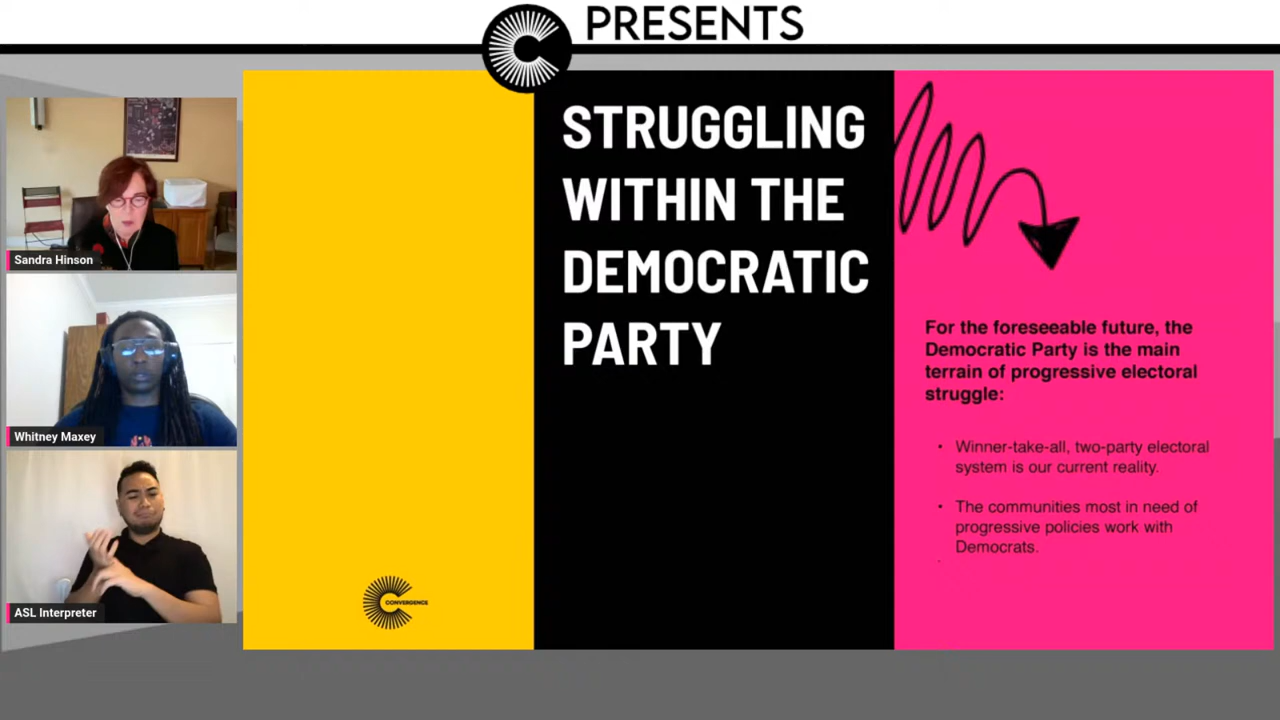 PRESENTS
STRUGGLING
WITHIN THE
DEMOCRATIC
PARTY
For the foreseeable future, the
Democratic Party is the main
terrain of progressive electoral
struggle:
• Winner-take-all, two-party electoral
system is our current reality.
• The communities most in need of
progressive policies work with
Democrats.
CONVERGENCE
Sandra Hinson
Whitney Maxey
ASL Interpreter